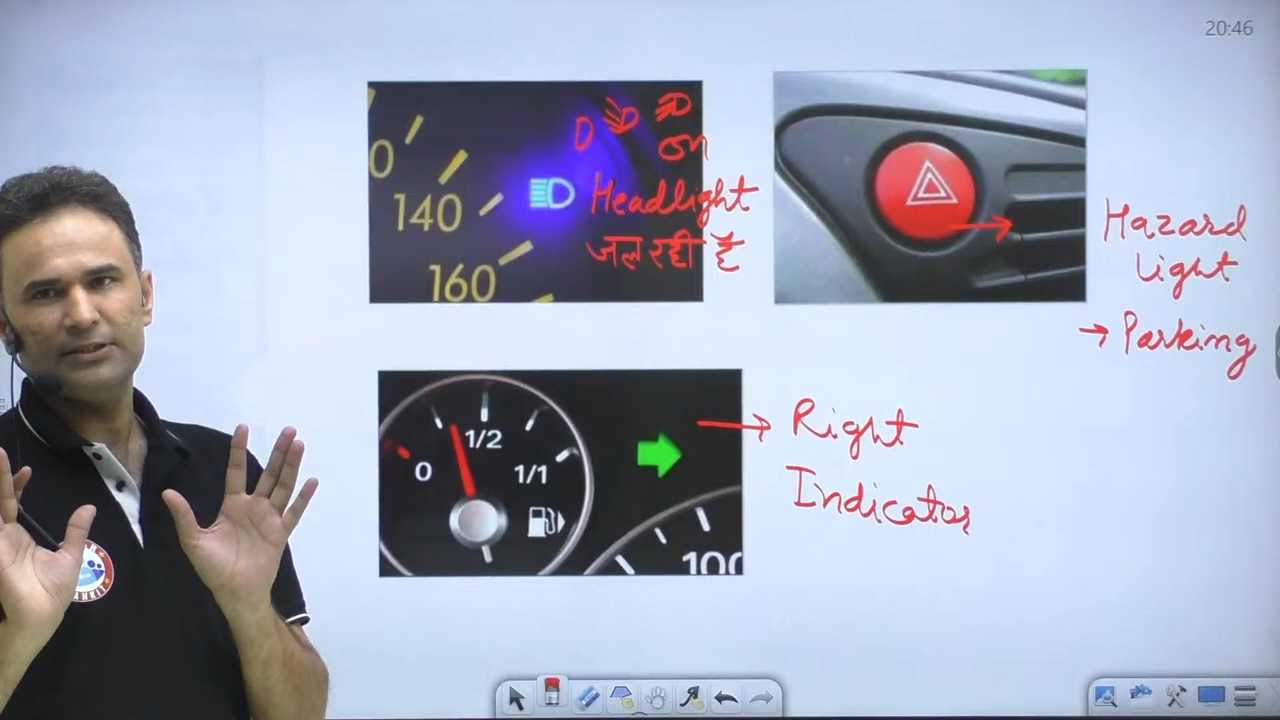 20:46
on
0
140
160
Headlight
जल रही है
Hazard
light
→ Parking
0
1/2
1/1
100
→ Right
Indicator
ANKIT